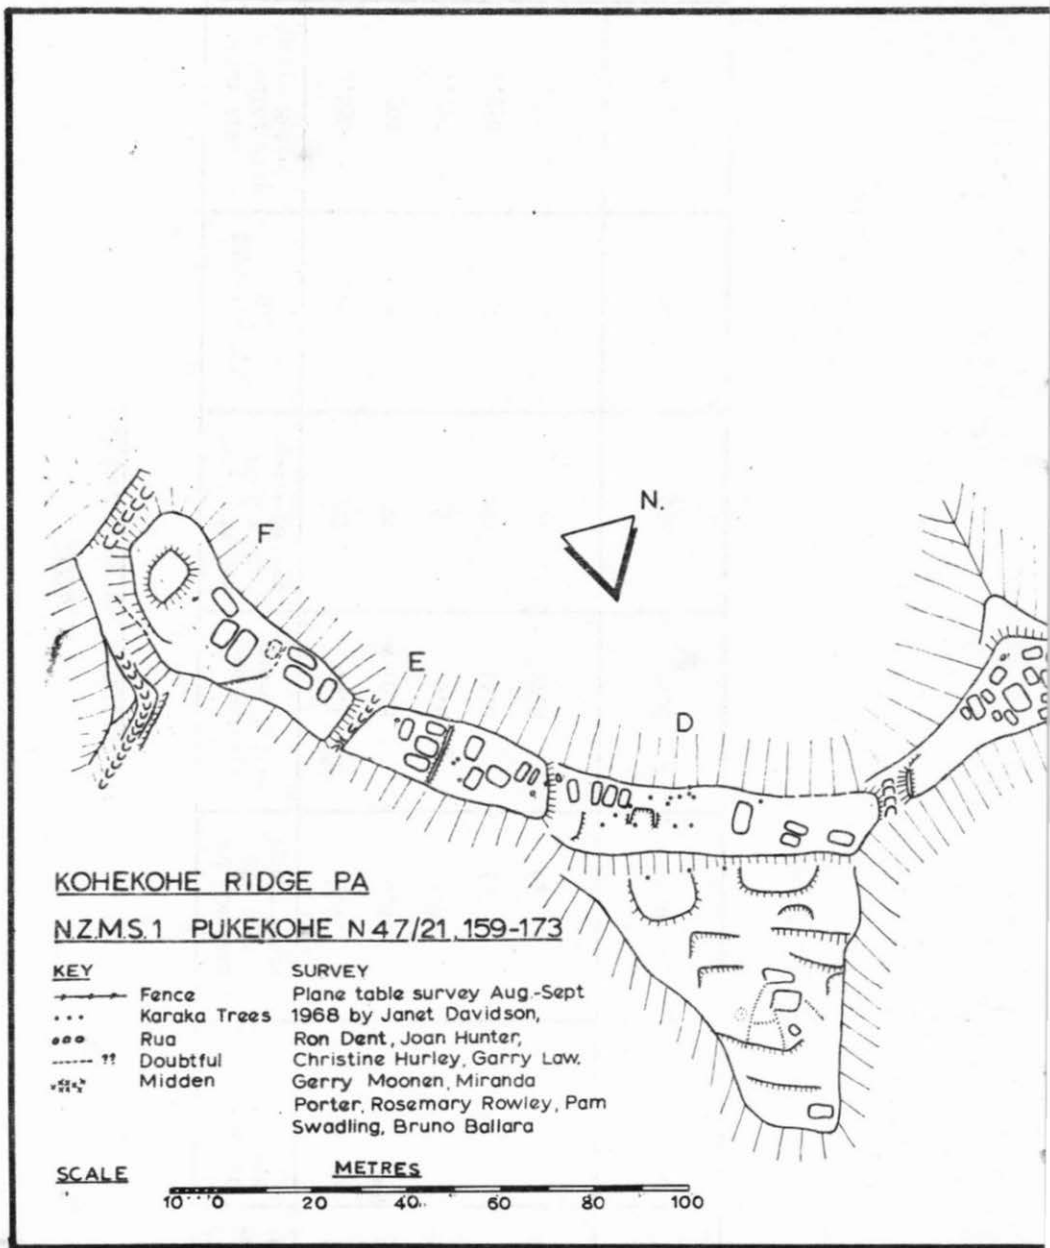 F
N.
E
D
KOHEKOHE RIDGE PA
N.Z.M.S.1 PUKEKOHE N 47/21, 159-173
KEY
Fence
Karaka Trees
Rua
Doubtful
??
Midden
SURVEY
Plane table survey Aug.-Sept
1968 by Janet Davidson,
Ron Dent, Joan Hunter,
Christine Hurley, Garry Law,
Gerry Moonen, Miranda
Porter, Rosemary Rowley, Pam
Swadling, Bruno Ballara
SCALE
METRES
10 0 20 40 60 80 100